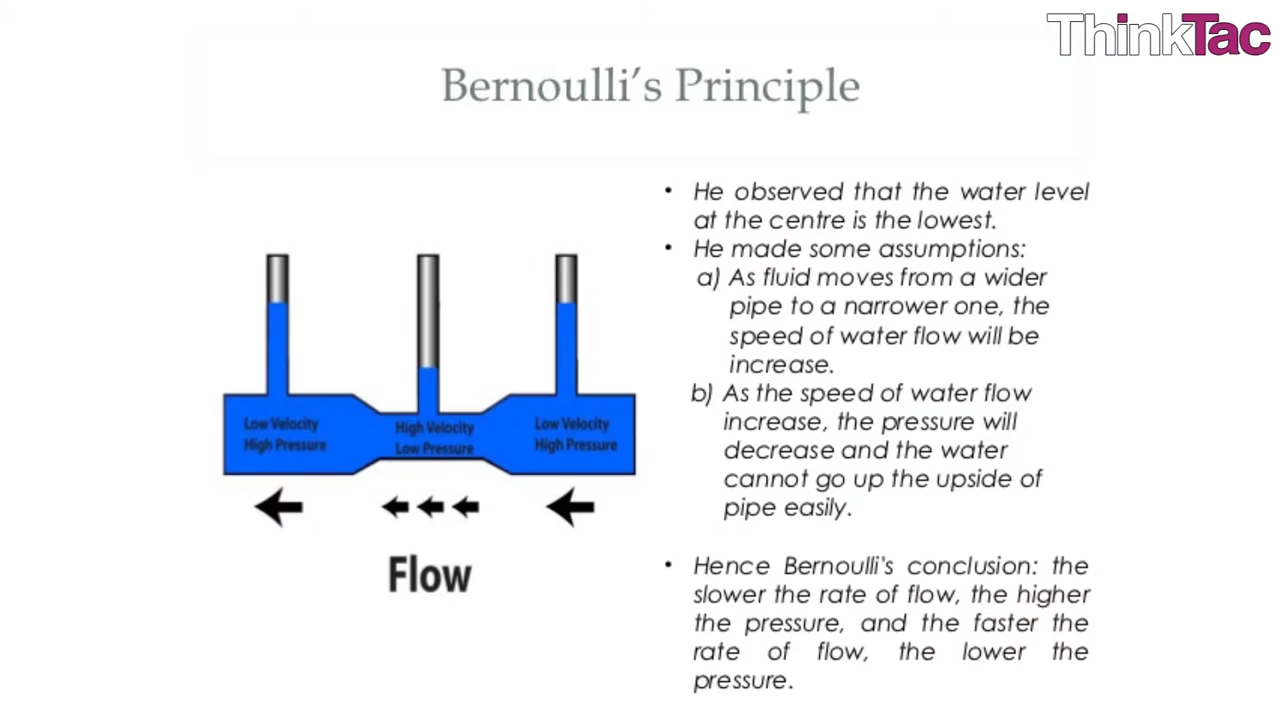 ThinkTac
Bernoulli’s Principle
• He observed that the water level
at the centre is the lowest.
• He made some assumptions:
a) As fluid moves from a wider
pipe to a narrower one, the
speed of water flow will be
increase.
b) As the speed of water flow
increase, the pressure will
decrease and the water
cannot go up the upside of
pipe easily.
• Hence Bernoulli's conclusion: the
slower the rate of flow, the higher
the pressure, and the faster the
rate of flow, the lower the
pressure.
Low Velocity
High Pressure
High Velocity
Low Pressure
Low Velocity
High Pressure
Flow